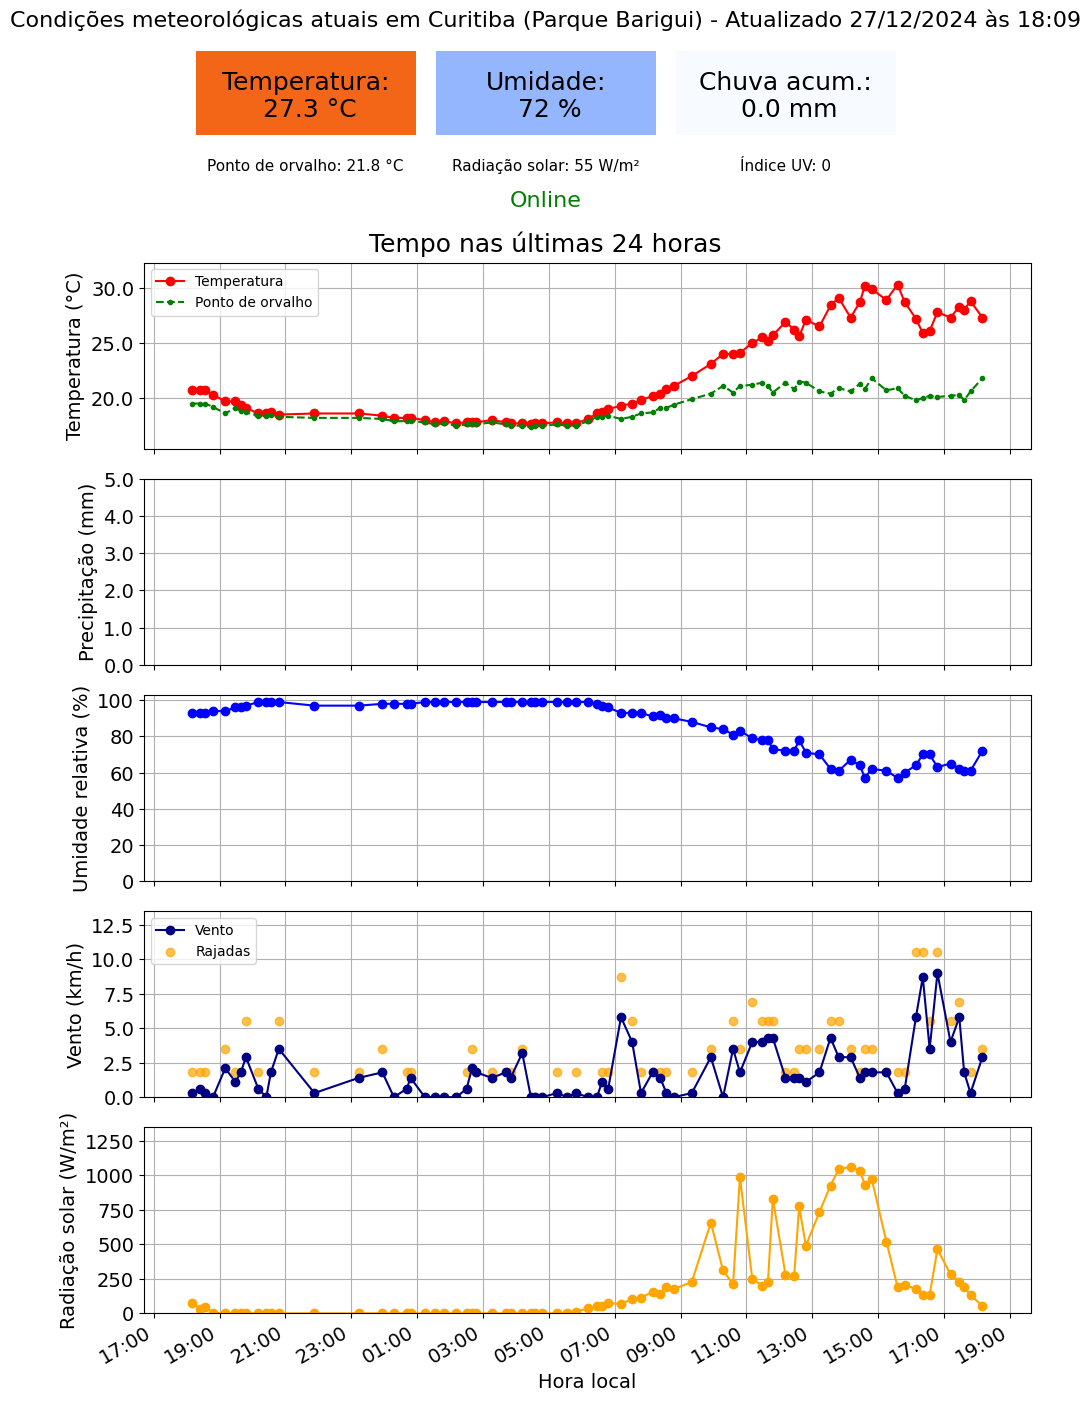 Condições meteorológicas atuais em Curitiba (Parque Barigui) - Atualizado 27/12/2024 às 18:09
Temperatura:
27.3 °C
Umidade:
72 %
Chuva acum.:
0.0 mm
Ponto de orvalho: 21.8 °C
Radiação solar: 55 W/m²
Índice UV: 0
Online
Tempo nas últimas 24 horas
Temperatura (°C)
30.0
25.0
20.0
Temperatura
Ponto de orvalho
Precipitação (mm)
5.0
4.0
3.0
2.0
1.0
0.0
Umidade relativa (%)
100
80
60
40
20
0
Vento (km/h)
12.5
10.0
7.5
5.0
2.5
0.0
Vento
Rajadas
Radiação solar (W/m²)
1250
1000
750
500
250
0
17:00
19:00
21:00
23:00
01:00
03:00
05:00
07:00
09:00
11:00
13:00
15:00
17:00
19:00
Hora local